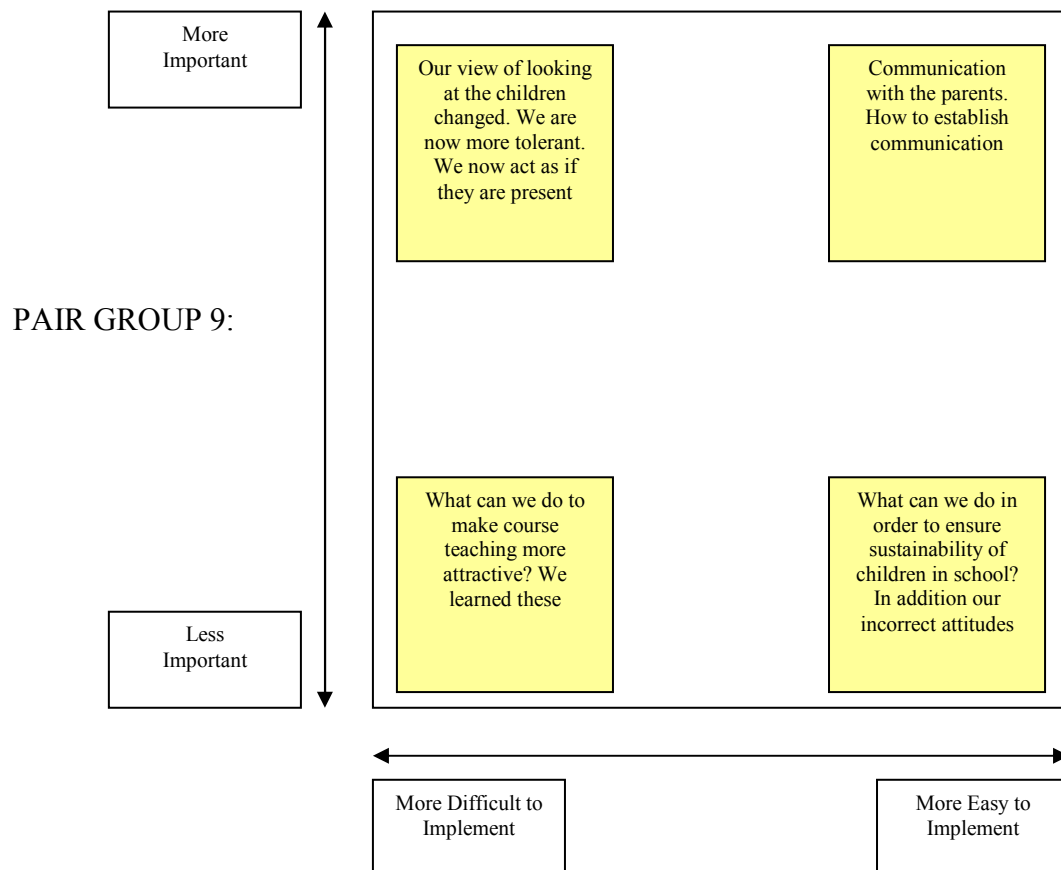 More
Important
Our view of looking
at the children
changed. We are
now more tolerant.
We now act as if
they are present
Communication
with the parents.
How to establish
communication
PAIR GROUP 9:
What can we do to
make course
teaching more
attractive? We
learned these
What can we do in
order to ensure
sustainability of
children in school?
In addition our
incorrect attitudes
Less
Important
More Difficult to
Implement
More Easy to
Implement